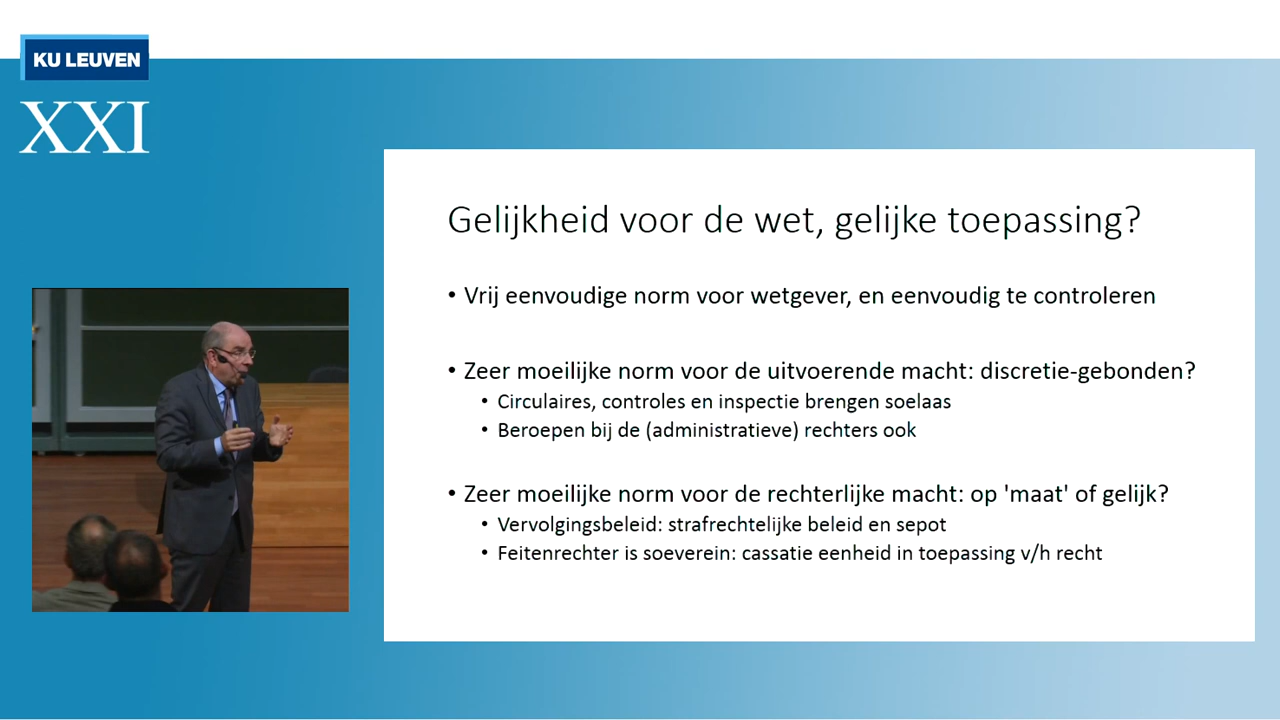 KU LEUVEN
XXI
Gelijkheid voor de wet, gelijke toepassing?
• Vrij eenvoudige norm voor wetgever, en eenvoudig te controleren
• Zeer moeilijke norm voor de uitvoerende macht: discretie-gebonden?
• Circulaires, controles en inspectie brengen soelaas
• Beroepen bij de (administratieve) rechters ook
• Zeer moeilijke norm voor de rechterlijke macht: op 'maat' of gelijk?
• Vervolgingsbeleid: strafrechtelijke beleid en sepot
• Feitenrechter is soeverein: cassatie eenheid in toepassing v/h recht